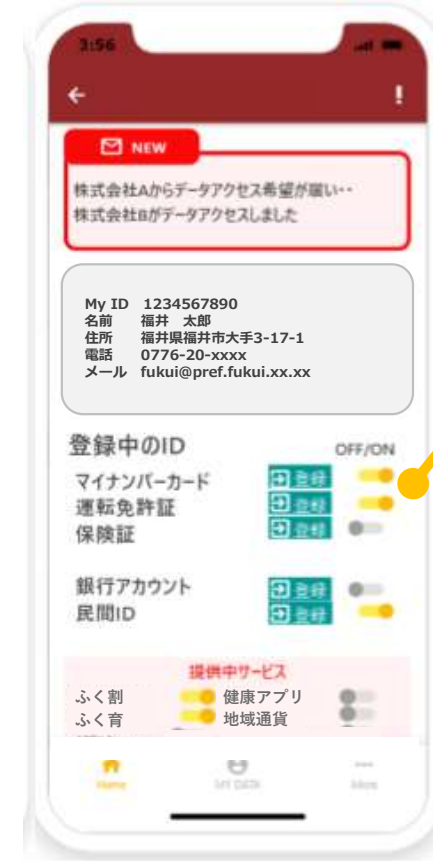 3:56
NEW
株式会社Aからデータアクセス希望が届い‥
株式会社Bがデータアクセスしました
My ID 1234567890
名前 福井 太郎
住所 福井県福井市大手3-17-1
電話 0776-20-xxxx
メール fukui@pref.fukui.xx.xx
登録中のID OFF/ON
マイナンバーカード 登録
運転免許証 登録
保険証 登録
銀行アカウント 登録
民間ID 登録
提供中サービス
ふく割 健康アプリ
ふく育 地域通貨
Home MY DATA More